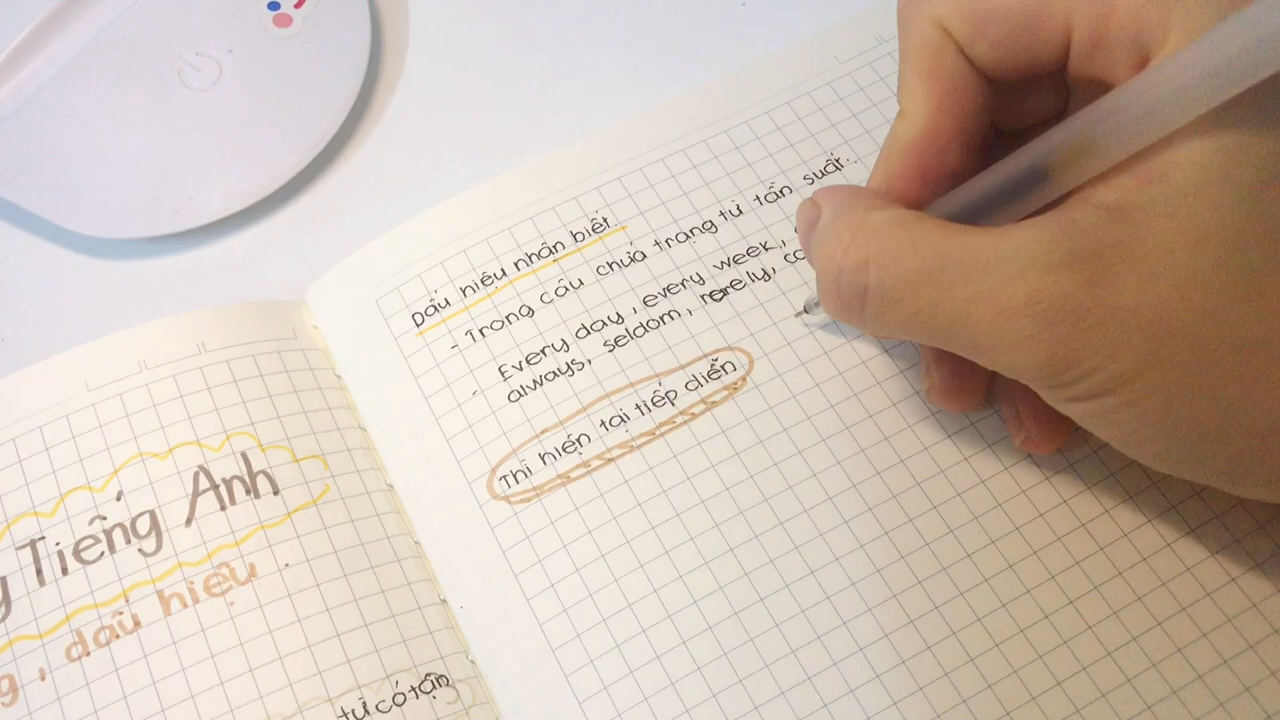 Tiếng Anh
, dấu hiệu.
từ có tận
Dấu hiệu nhận biết.
- Trong câu chứa trạng từ tần suất.
- Every day, every week,
always, seldom, rarely,
Thì hiện tại tiếp diễn